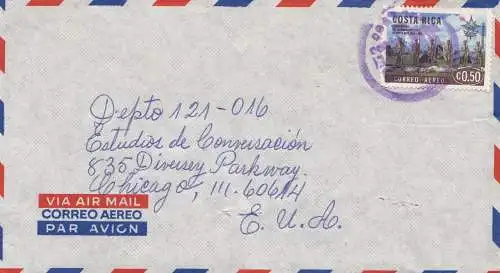 COSTA RICA
CORREO AEREO
₡0.50
Depto 121-016
Estudios de Conversación
835 Diversey Parkway.
Chicago, Ill. 60614
E. U. A.
VIA AIR MAIL
CORREO AEREO
PAR AVION